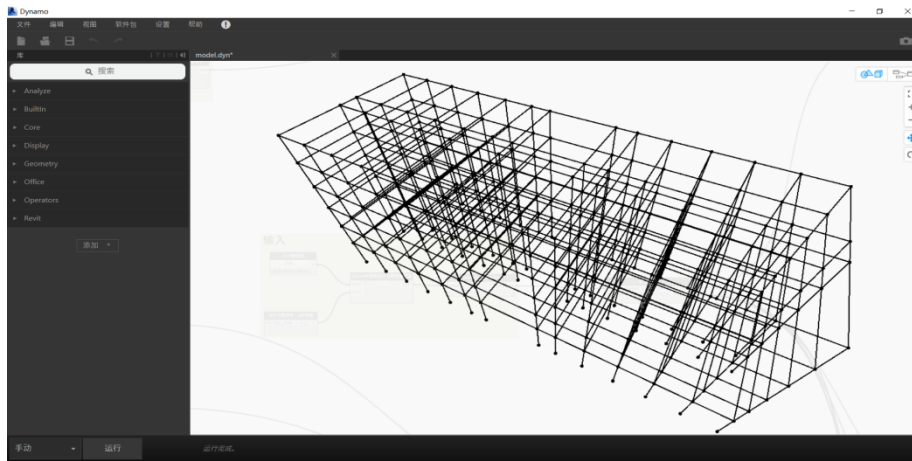 Dynamo
文件 编辑 视图 软件包 设置 帮助
库
model.dyn*
搜索
Analyze
BuiltIn
Core
Display
Geometry
Office
Operators
Revit
添加
输入
手动 运行 运行完成。